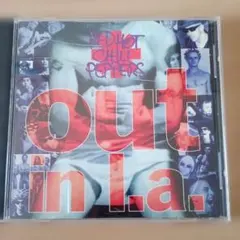 RED HOT
CHILI
PEPPERS
out
in l.a.